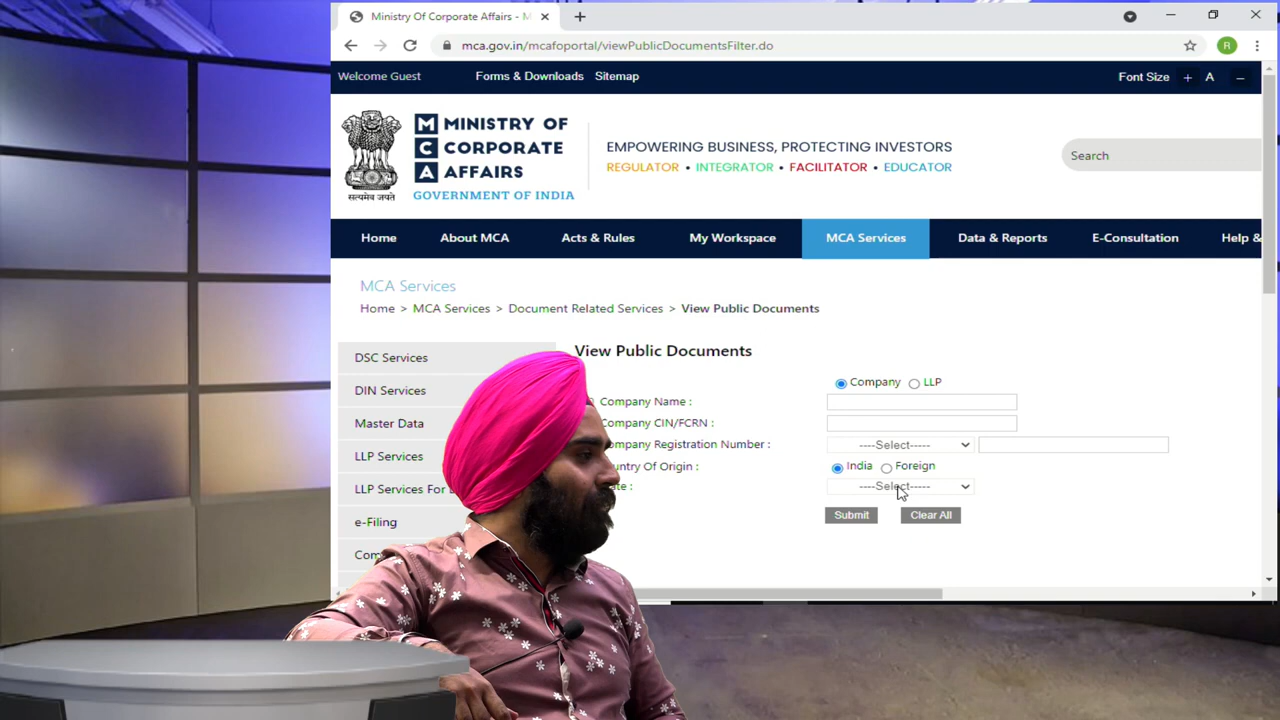 Ministry Of Corporate Affairs - M
mca.gov.in/mcafoportal/viewPublicDocumentsFilter.do
R
Welcome Guest
Forms & Downloads
Sitemap
Font Size + A –
सत्यमेव जयते
MINISTRY OF
CORPORATE
AFFAIRS
GOVERNMENT OF INDIA
EMPOWERING BUSINESS, PROTECTING INVESTORS
REGULATOR • INTEGRATOR • FACILITATOR • EDUCATOR
Search
Home
About MCA
Acts & Rules
My Workspace
MCA Services
Data & Reports
E-Consultation
Help &
MCA Services
Home > MCA Services > Document Related Services > View Public Documents
DSC Services
DIN Services
Master Data
LLP Services
LLP Services For
e-Filing
View Public Documents
Company LLP
Company Name :
Company CIN/FCRN :
ompany Registration Number :
----Select-----
untry Of Origin :
India Foreign
te :
----Select-----
Submit
Clear All